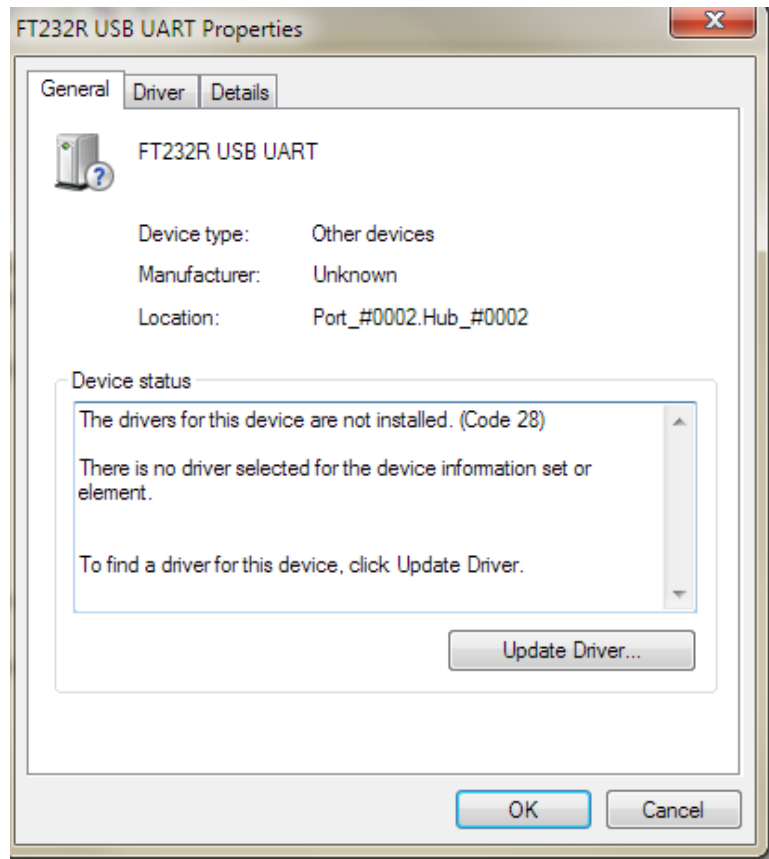 FT232R USB UART Properties
General Driver Details
FT232R USB UART
Device type: Other devices
Manufacturer: Unknown
Location: Port_#0002.Hub_#0002
Device status
The drivers for this device are not installed. (Code 28)
There is no driver selected for the device information set or
element.
To find a driver for this device, click Update Driver.
Update Driver...
OK Cancel